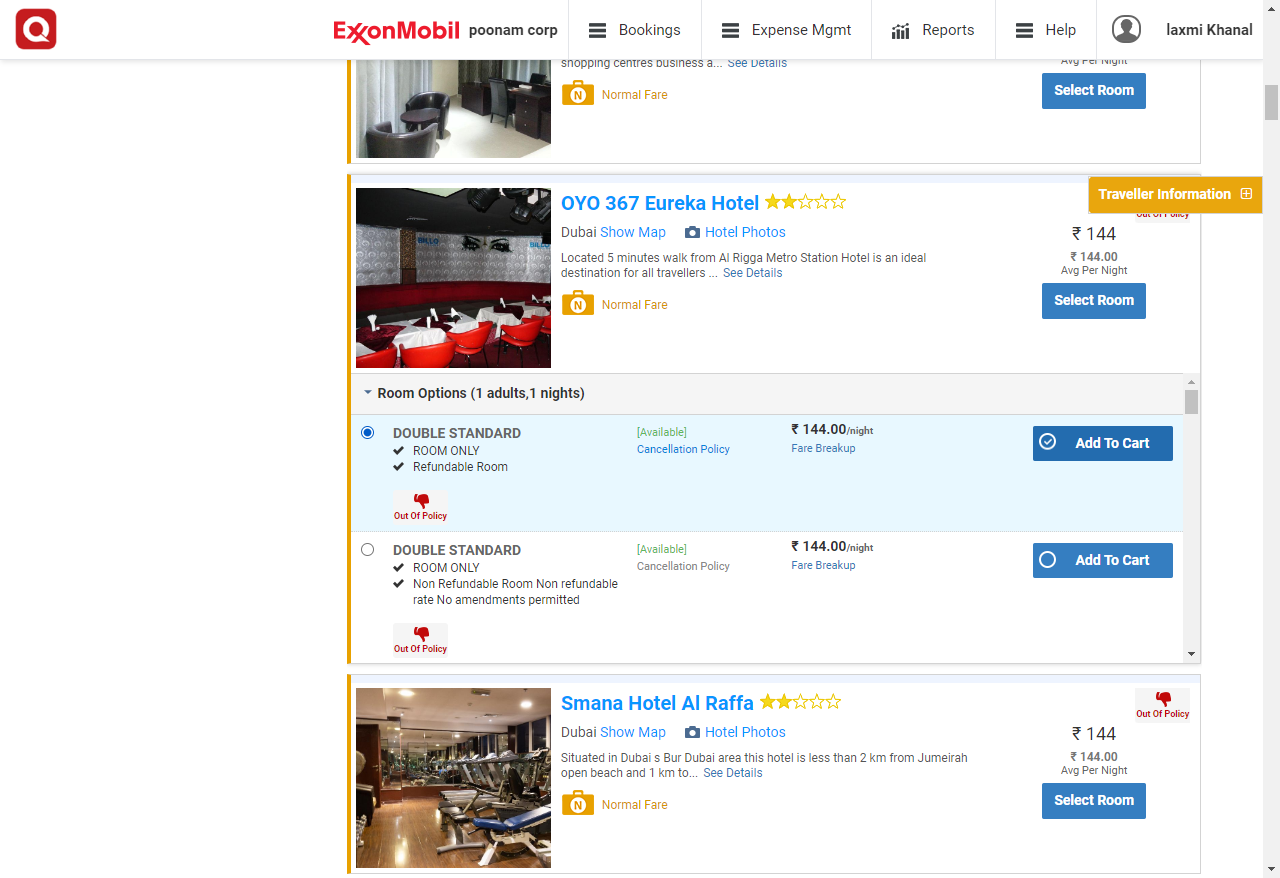 Q
ExxonMobil poonam corp Bookings Expense Mgmt Reports Help laxmi Khanal
shopping centres business a... See Details
Avg Per Night
N Normal Fare
Select Room
Traveller Information
OYO 367 Eureka Hotel
Out Of Policy
Dubai Show Map Hotel Photos
₹ 144
Located 5 minutes walk from Al Rigga Metro Station Hotel is an ideal
destination for all travellers ... See Details
₹ 144.00
Avg Per Night
N Normal Fare
Select Room
Room Options (1 adults,1 nights)
DOUBLE STANDARD
[Available]
₹ 144.00/night
Add To Cart
ROOM ONLY
Cancellation Policy
Fare Breakup
Refundable Room
Out Of Policy
DOUBLE STANDARD
[Available]
₹ 144.00/night
Add To Cart
ROOM ONLY
Cancellation Policy
Fare Breakup
Non Refundable Room Non refundable
rate No amendments permitted
Out Of Policy
Smana Hotel Al Raffa
Out Of Policy
Dubai Show Map Hotel Photos
₹ 144
Situated in Dubai s Bur Dubai area this hotel is less than 2 km from Jumeirah
open beach and 1 km to... See Details
₹ 144.00
Avg Per Night
N Normal Fare
Select Room